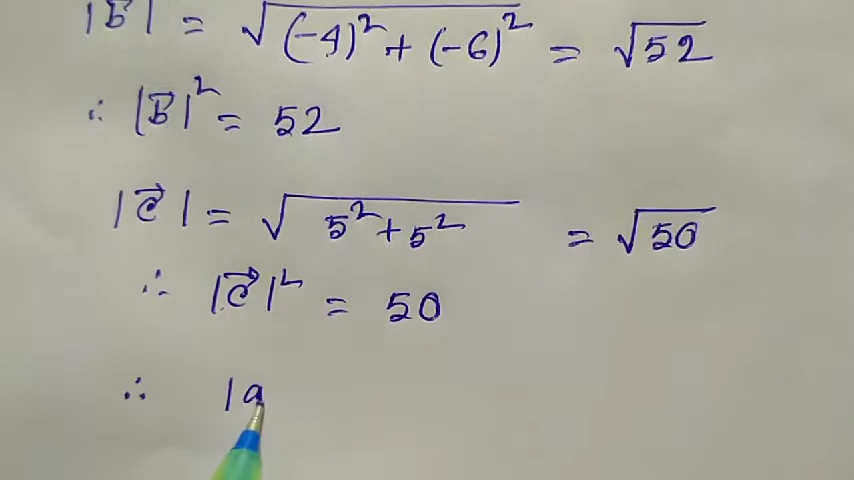 |b⃗| = √((-4)² + (-6)²) = √52
∴ |b⃗|² = 52
|c⃗| = √(5² + 5²) = √50
∴ |c⃗|² = 50
∴ |a